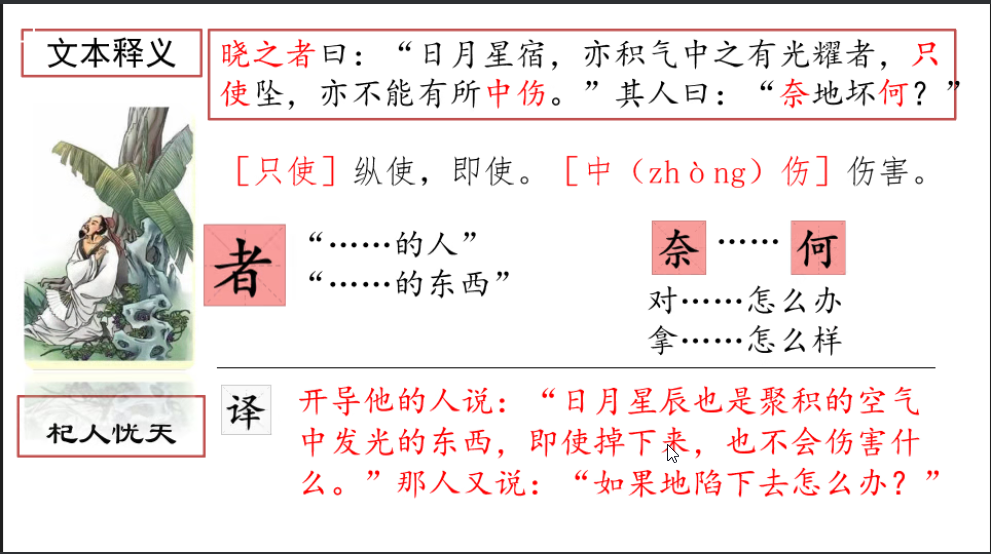 文本释义
晓之者曰：“日月星宿，亦积气中之有光耀者，只
使坠，亦不能有所中伤。”其人曰：“奈地坏何？”
［只使］纵使，即使。［中（zhòng）伤］伤害。
者
“……的人”
“……的东西”
奈……何
对……怎么办
拿……怎么样
杞人忧天
译
开导他的人说：“日月星辰也是聚积的空气
中发光的东西，即使掉下来，也不会伤害什
么。”那人又说：“如果地陷下去怎么办？”